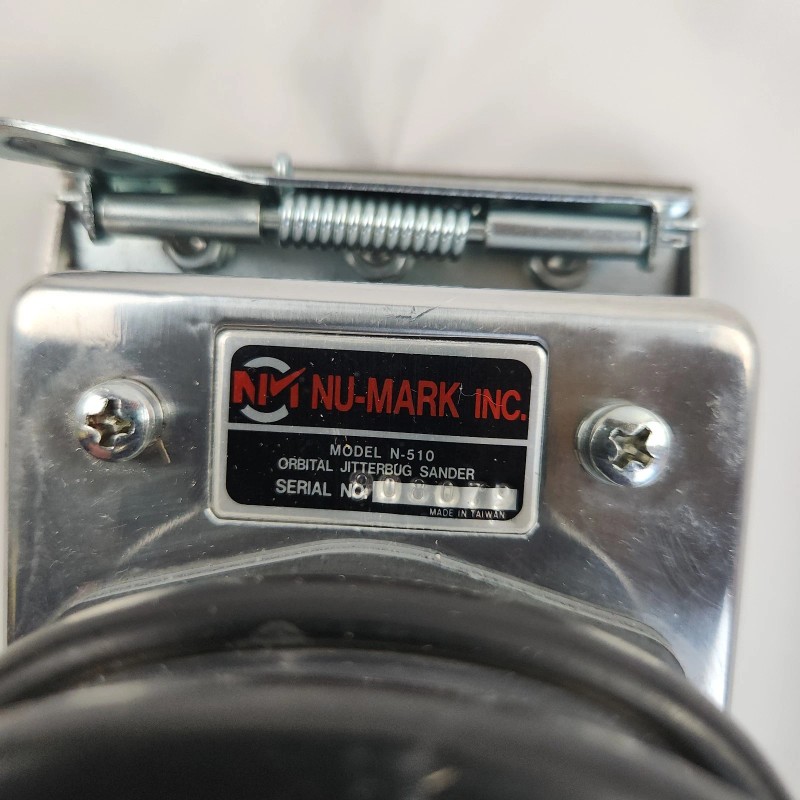 NM NU-MARK INC.
MODEL N-510
ORBITAL JITTERBUG SANDER
SERIAL NO.
MADE IN TAIWAN